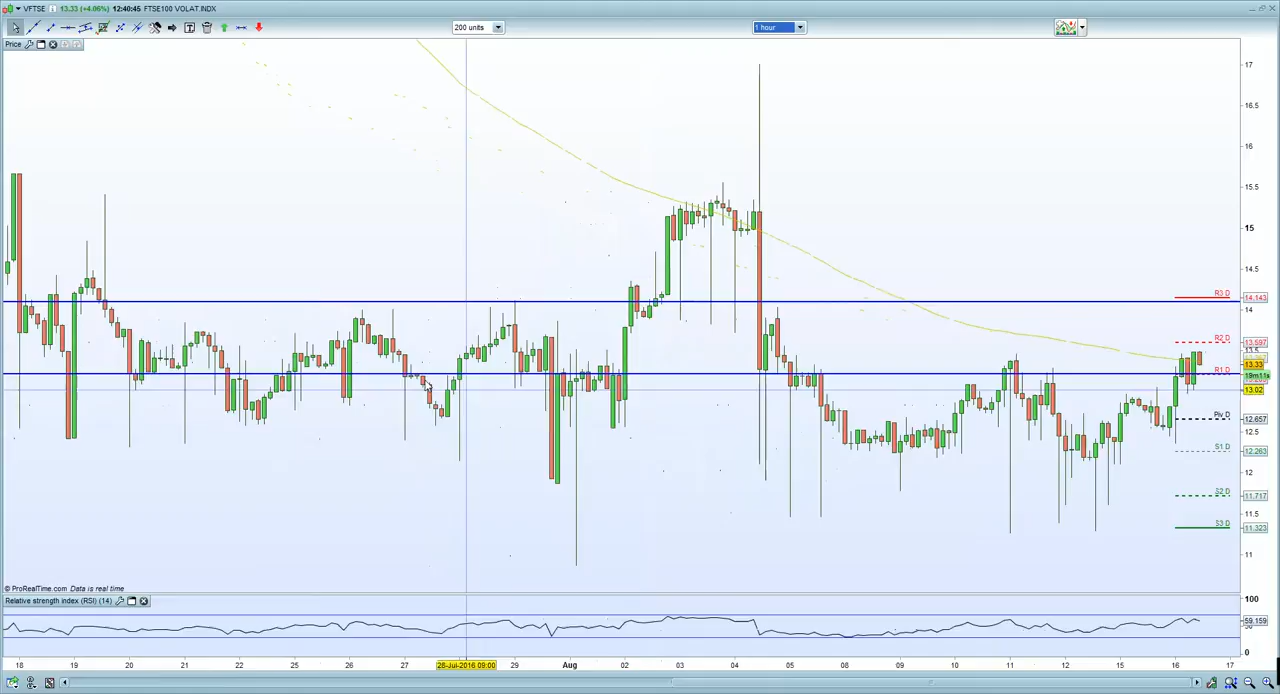 VFTSE 13.33 (+4.06%) 12:40:45 FTSE100 VOLAT.INDX
200 units
1 hour
Price
17
16.5
16
15.5
15
14.5
R3 D 14.143
14
R2 D 13.597
13.5
13.33
19m11s
R1 D
13.02
Piv D 12.657
12.5
S1 D 12.263
12
S2 D 11.717
11.5
S3 D 11.323
11
© ProRealTime.com Data is real time
Relative strength index (RSI) (14)
100
59.159
0
18 19 20 21 22 25 26 27 28-Jul-2016 09:00 29 Aug 02 03 04 05 08 09 10 11 12 15 16 17